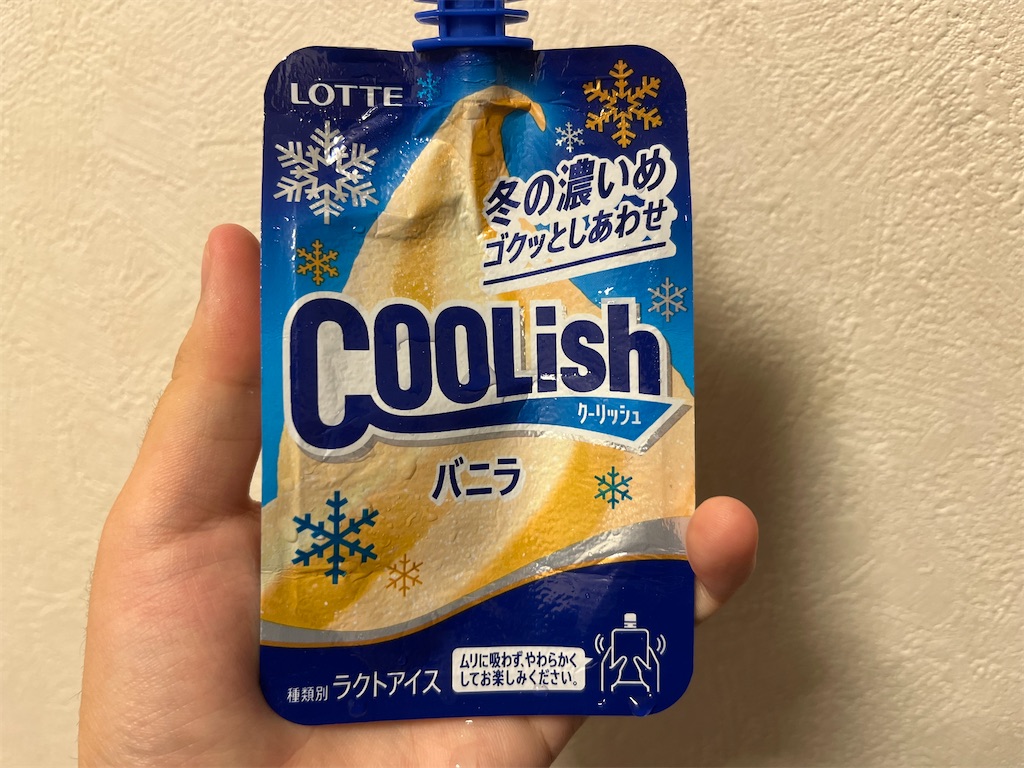 LOTTE
冬の濃いめ
ゴクッとしあわせ
COOLish
クーリッシュ
バニラ
種類別 ラクトアイス
ムリに吸わず、やわらかく
してお楽しみください。